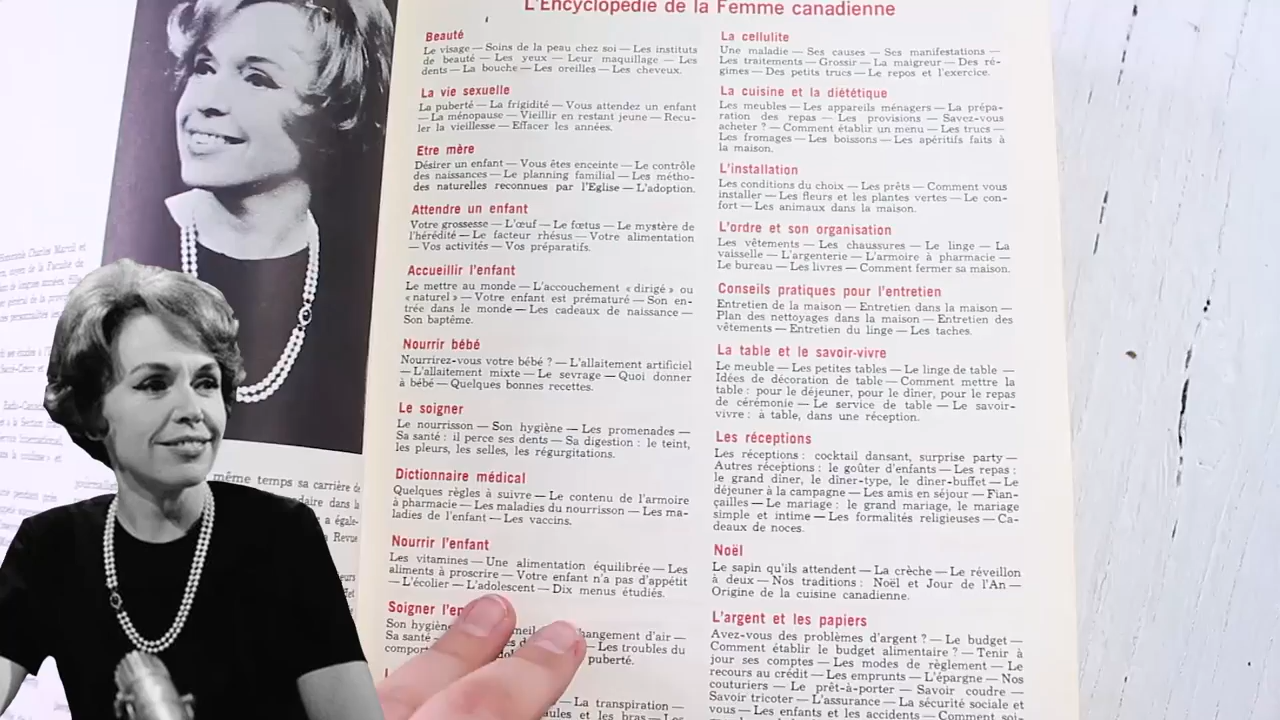 L'Encyclopédie de la Femme canadienne
Beauté
Le visage — Soins de la peau chez soi — Les instituts
de beauté — Les yeux — Leur maquillage — Les
dents — La bouche — Les oreilles — Les cheveux.
La vie sexuelle
La puberté — La frigidité — Vous attendez un enfant
— La ménopause — Vieillir en restant jeune — Recu-
ler la vieillesse — Effacer les années.
Etre mère
Désirer un enfant — Vous êtes enceinte — Le contrôle
des naissances — Le planning familial — Les métho-
des naturelles reconnues par l'Eglise — L'adoption.
Attendre un enfant
Votre grossesse — L'œuf — Le fœtus — Le mystère de
l'hérédité — Le facteur rhésus — Votre alimentation
— Vos activités — Vos préparatifs.
Accueillir l'enfant
Le mettre au monde — L'accouchement « dirigé » ou
« naturel » — Votre enfant est prématuré — Son en-
trée dans le monde — Les cadeaux de naissance —
Son baptême.
Nourrir bébé
Nourrirez-vous votre bébé ? — L'allaitement artificiel
— L'allaitement mixte — Le sevrage — Quoi donner
à bébé — Quelques bonnes recettes.
Le soigner
Le nourrisson — Son hygiène — Les promenades —
Sa santé : il perce ses dents — Sa digestion : le teint,
les pleurs, les selles, les régurgitations.
Dictionnaire médical
Quelques règles à suivre — Le contenu de l'armoire
à pharmacie — Les maladies du nourrisson — Les ma-
ladies de l'enfant — Les vaccins.
Nourrir l'enfant
Les vitamines — Une alimentation équilibrée — Les
aliments à proscrire — Votre enfant n'a pas d'appétit
— L'écolier — L'adolescent — Dix menus étudiés.
Soigner
Son hygiène changement d'air —
Sa santé — Les troubles du
puberté.
La transpiration —
et les bras — Les
La cellulite
Une maladie — Ses causes — Ses manifestations —
Les traitements — Grossir — La maigreur — Des ré-
gimes — Des petits trucs — Le repos et l'exercice.
La cuisine et la diététique
Les meubles — Les appareils ménagers — La prépa-
ration des repas — Les provisions — Savez-vous
acheter ? — Comment établir un menu — Les trucs —
Les fromages — Les boissons — Les apéritifs faits à
la maison.
L'installation
Les conditions du choix — Les prêts — Comment vous
installer — Les fleurs et les plantes vertes — Le con-
fort — Les animaux dans la maison.
L'ordre et son organisation
Les vêtements — Les chaussures — Le linge — La
vaisselle — L'argenterie — L'armoire à pharmacie —
Le bureau — Les livres — Comment fermer sa maison.
Conseils pratiques pour l'entretien
Entretien de la maison — Entretien dans la maison —
Plan des nettoyages dans la maison — Entretien des
vêtements — Entretien du linge — Les taches.
La table et le savoir-vivre
Le meuble — Les petites tables — Le linge de table —
Idées de décoration de table — Comment mettre la
table : pour le déjeuner, pour le dîner, pour le repas
de cérémonie — Le service de table — Le savoir-
vivre : à table, dans une réception.
Les réceptions
Les réceptions : cocktail dansant, surprise party —
Autres réceptions : le goûter d'enfants — Les repas :
le grand dîner, le dîner-type, le dîner-buffet — Le
déjeuner à la campagne — Les amis en séjour — Fian-
çailles — Le mariage : le grand mariage, le mariage
simple et intime — Les formalités religieuses — Ca-
deaux de noces.
Noël
Le sapin qu'ils attendent — La crèche — Le réveillon
à deux — Nos traditions : Noël et Jour de l'An —
Origine de la cuisine canadienne.
L'argent et les papiers
Avez-vous des problèmes d'argent ? — Le budget —
Comment établir le budget alimentaire ? — Tenir à
jour ses comptes — Les modes de règlement — Le
recours au crédit — Les emprunts — L'épargne — Nos
couturiers — Le prêt-à-porter — Savoir coudre —
Savoir tricoter — L'assurance — La sécurité sociale et
vous — Les enfants et les accidents — Comment soi-
même temps sa carrière
dans
a égale-
Revue